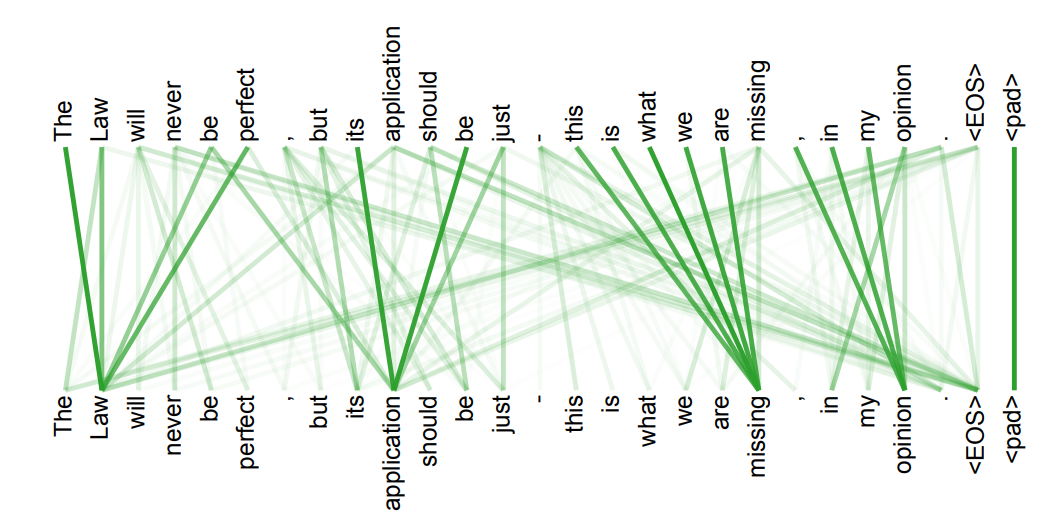 The Law will never be perfect , but its application should be just - this is what we are missing , in my opinion . <EOS> <pad>
The Law will never be perfect , but its application should be just - this is what we are missing , in my opinion . <EOS> <pad>